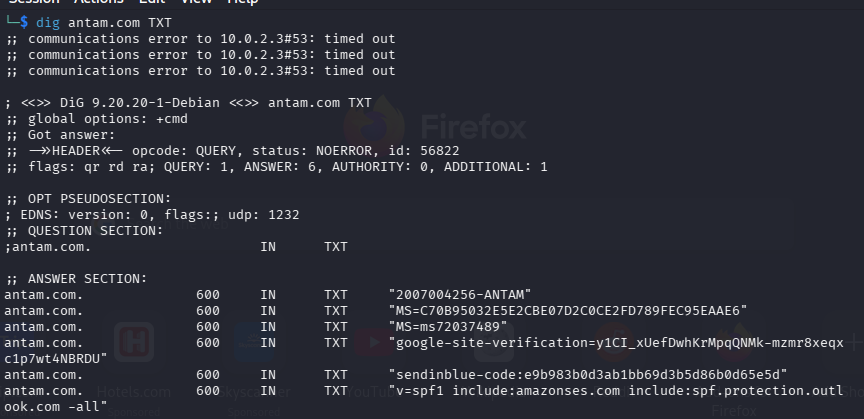 Session Actions Edit View Help
└─$ dig antam.com TXT
;; communications error to 10.0.2.3#53: timed out
;; communications error to 10.0.2.3#53: timed out
;; communications error to 10.0.2.3#53: timed out
; <<>> DiG 9.20.20-1-Debian <<>> antam.com TXT
;; global options: +cmd
;; Got answer:
;; ->>HEADER<<- opcode: QUERY, status: NOERROR, id: 56822
;; flags: qr rd ra; QUERY: 1, ANSWER: 6, AUTHORITY: 0, ADDITIONAL: 1
;; OPT PSEUDOSECTION:
; EDNS: version: 0, flags:; udp: 1232
;; QUESTION SECTION:
;antam.com. IN TXT
;; ANSWER SECTION:
antam.com. 600 IN TXT "2007004256-ANTAM"
antam.com. 600 IN TXT "MS=C70B95032E5E2CBE07D2C0CE2FD789FEC95EAAE6"
antam.com. 600 IN TXT "MS=ms72037489"
antam.com. 600 IN TXT "google-site-verification=y1CI_xUefDwhKrMpqQNMk-mzmr8xeqx
c1p7wt4NBRDU"
antam.com. 600 IN TXT "sendinblue-code:e9b983b0d3ab1bb69d3b5d86b0d65e5d"
antam.com. 600 IN TXT "v=spf1 include:amazonses.com include:spf.protection.outl
ook.com -all"
Firefox
Hotels.com
YouTube
Firefox